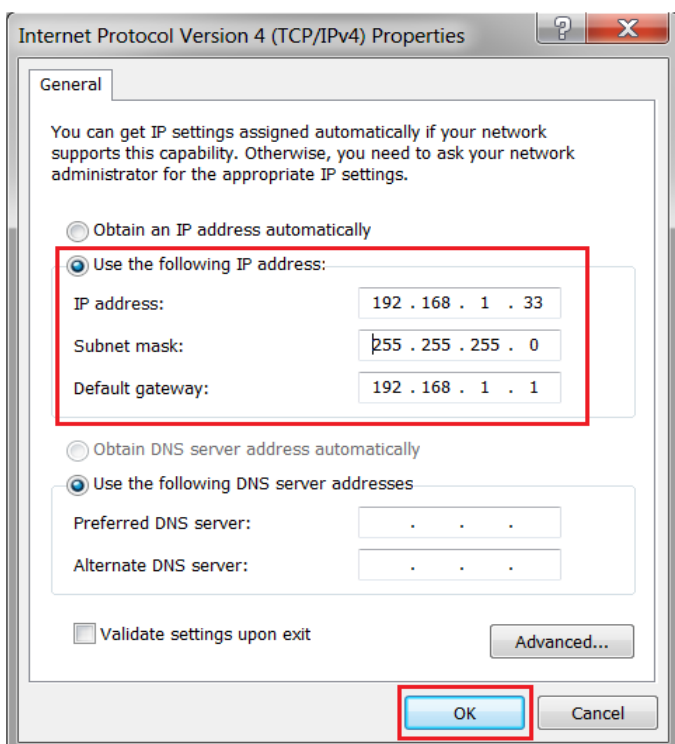 Internet Protocol Version 4 (TCP/IPv4) Properties
General
You can get IP settings assigned automatically if your network
supports this capability. Otherwise, you need to ask your network
administrator for the appropriate IP settings.
Obtain an IP address automatically
Use the following IP address:
IP address: 192 . 168 . 1 . 33
Subnet mask: 255 . 255 . 255 . 0
Default gateway: 192 . 168 . 1 . 1
Obtain DNS server address automatically
Use the following DNS server addresses
Preferred DNS server: . . .
Alternate DNS server: . . .
Validate settings upon exit
Advanced...
OK Cancel